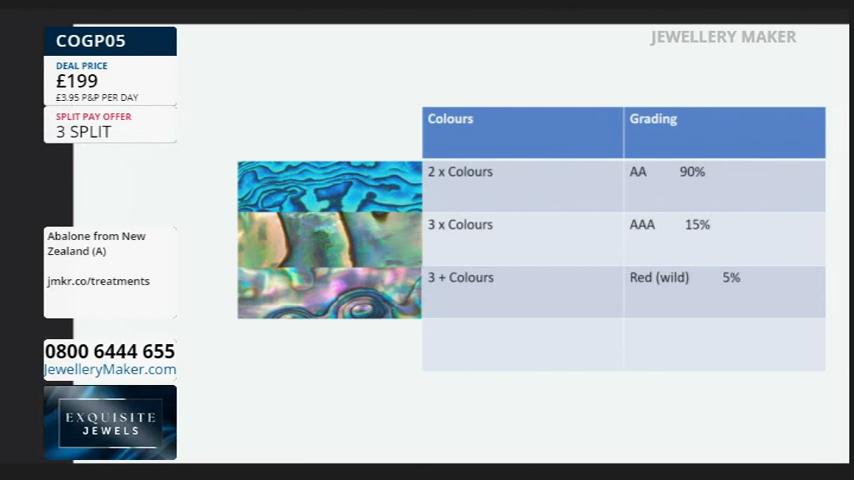 COGP05
DEAL PRICE
£199
£3.95 P&P PER DAY
SPLIT PAY OFFER
3 SPLIT
Abalone from New
Zealand (A)
jmkr.co/treatments
0800 6444 655
JewelleryMaker.com
EXQUISITE
JEWELS
JEWELLERY MAKER
Colours Grading
2 x Colours AA 90%
3 x Colours AAA 15%
3 + Colours Red (wild) 5%